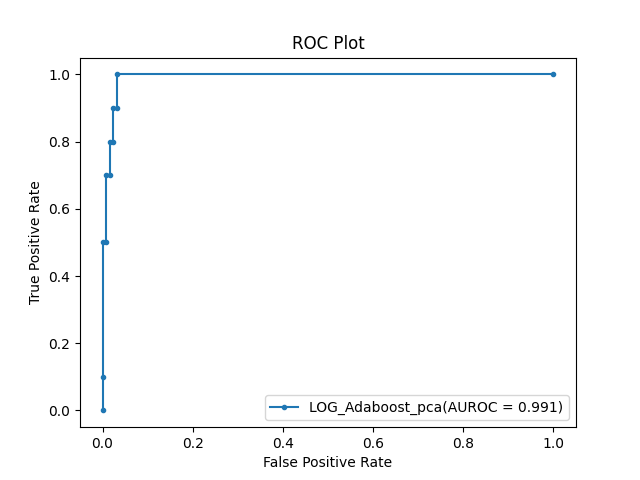 ROC Plot
True Positive Rate
1.0
0.8
0.6
0.4
0.2
0.0
LOG_Adaboost_pca(AUROC = 0.991)
0.0 0.2 0.4 0.6 0.8 1.0
False Positive Rate